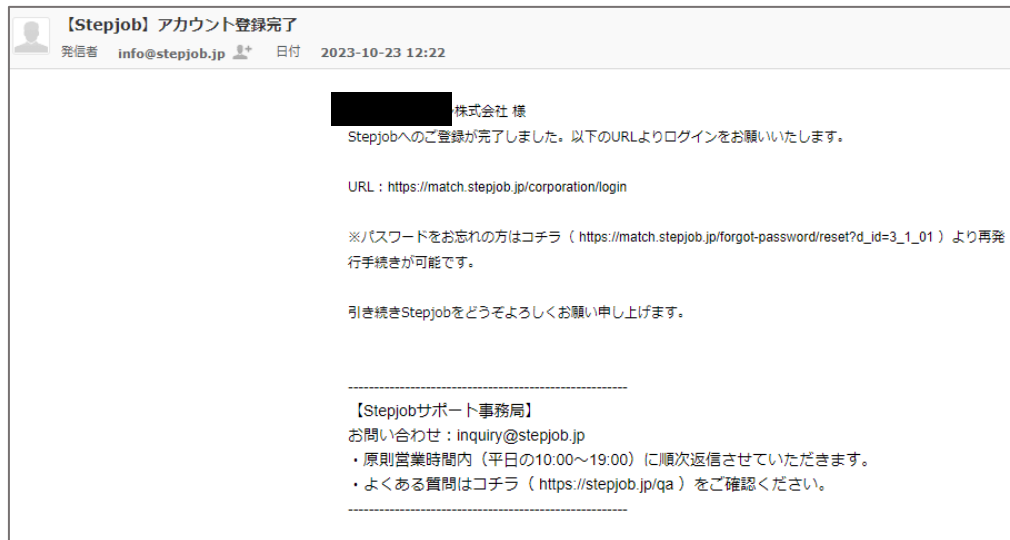 【Stepjob】アカウント登録完了
発信者 info@stepjob.jp 日付 2023-10-23 12:22
株式会社 様
Stepjobへのご登録が完了しました。以下のURLよりログインをお願いいたします。
URL：https://match.stepjob.jp/corporation/login
※パスワードをお忘れの方はコチラ（ https://match.stepjob.jp/forgot-password/reset?d_id=3_1_01 ）より再発
行手続きが可能です。
引き続きStepjobをどうぞよろしくお願い申し上げます。
------------------------------------------------------
【Stepjobサポート事務局】
お問い合わせ：inquiry@stepjob.jp
・原則営業時間内（平日の10:00～19:00）に順次返信させていただきます。
・よくある質問はコチラ（ https://stepjob.jp/qa ）をご確認ください。
------------------------------------------------------